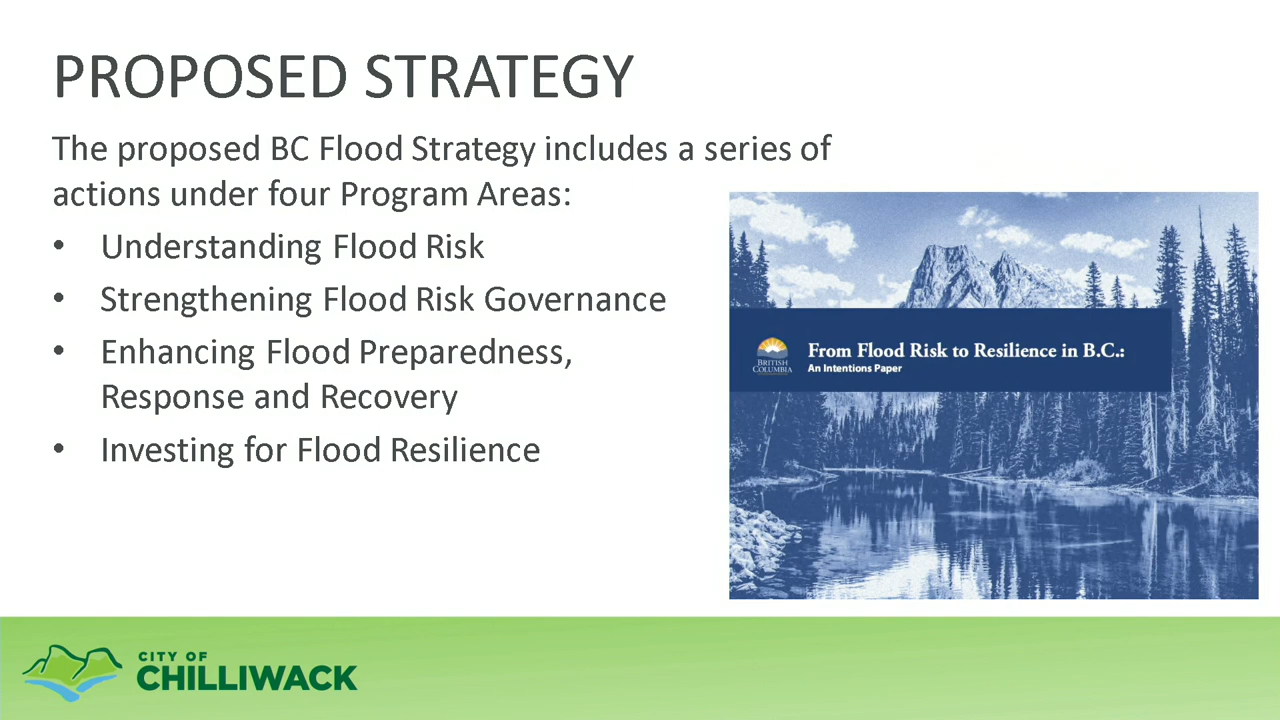 PROPOSED STRATEGY
The proposed BC Flood Strategy includes a series of
actions under four Program Areas:
• Understanding Flood Risk
• Strengthening Flood Risk Governance
• Enhancing Flood Preparedness,
Response and Recovery
• Investing for Flood Resilience
BRITISH
COLUMBIA
From Flood Risk to Resilience in B.C.:
An Intentions Paper
CITY OF
CHILLIWACK